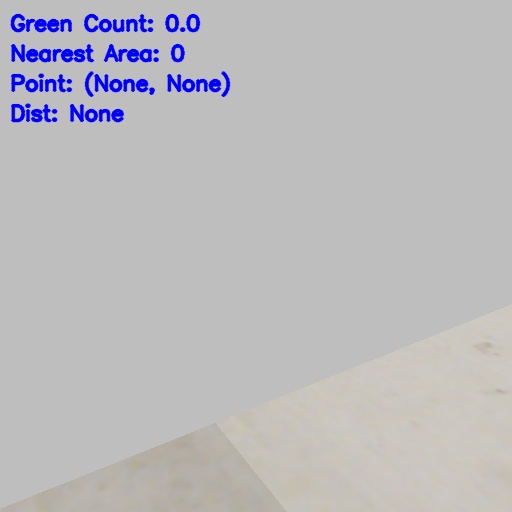 Green Count: 0.0
Nearest Area: 0
Point: (None, None)
Dist: None